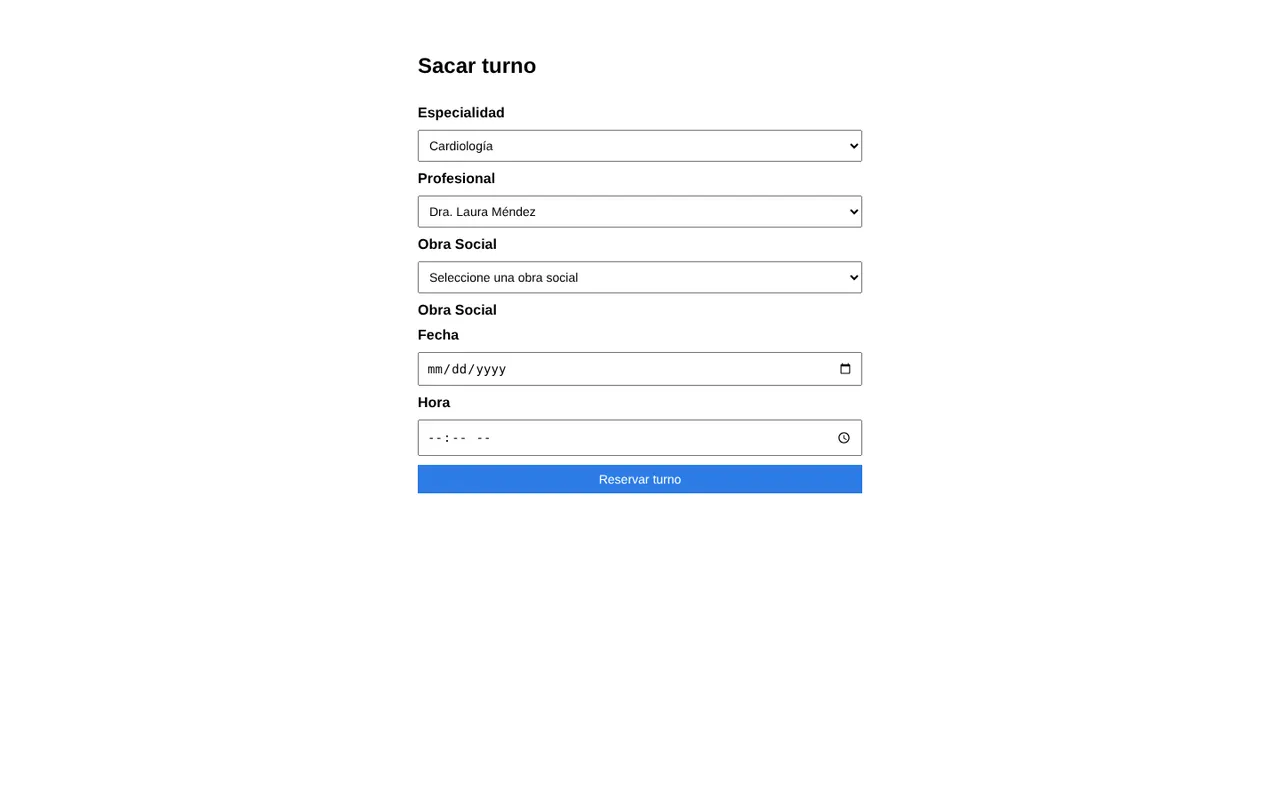 Sacar turno
Especialidad
Cardiología
Profesional
Dra. Laura Méndez
Obra Social
Seleccione una obra social
Obra Social
Fecha
mm/dd/yyyy
Hora
--:-- --
Reservar turno